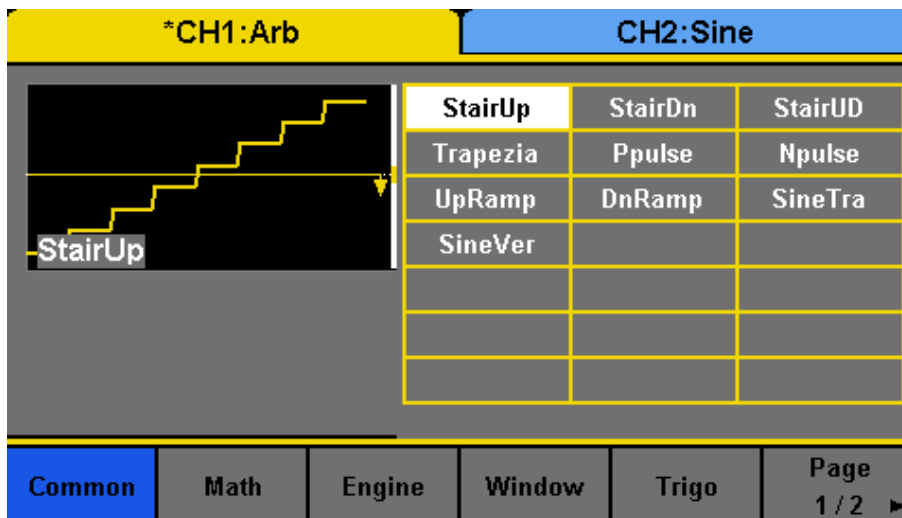 *CH1:Arb CH2:Sine
StairUp StairDn StairUD
Trapezia Ppulse Npulse
UpRamp DnRamp SineTra
SineVer
StairUp
Common Math Engine Window Trigo Page
1/2